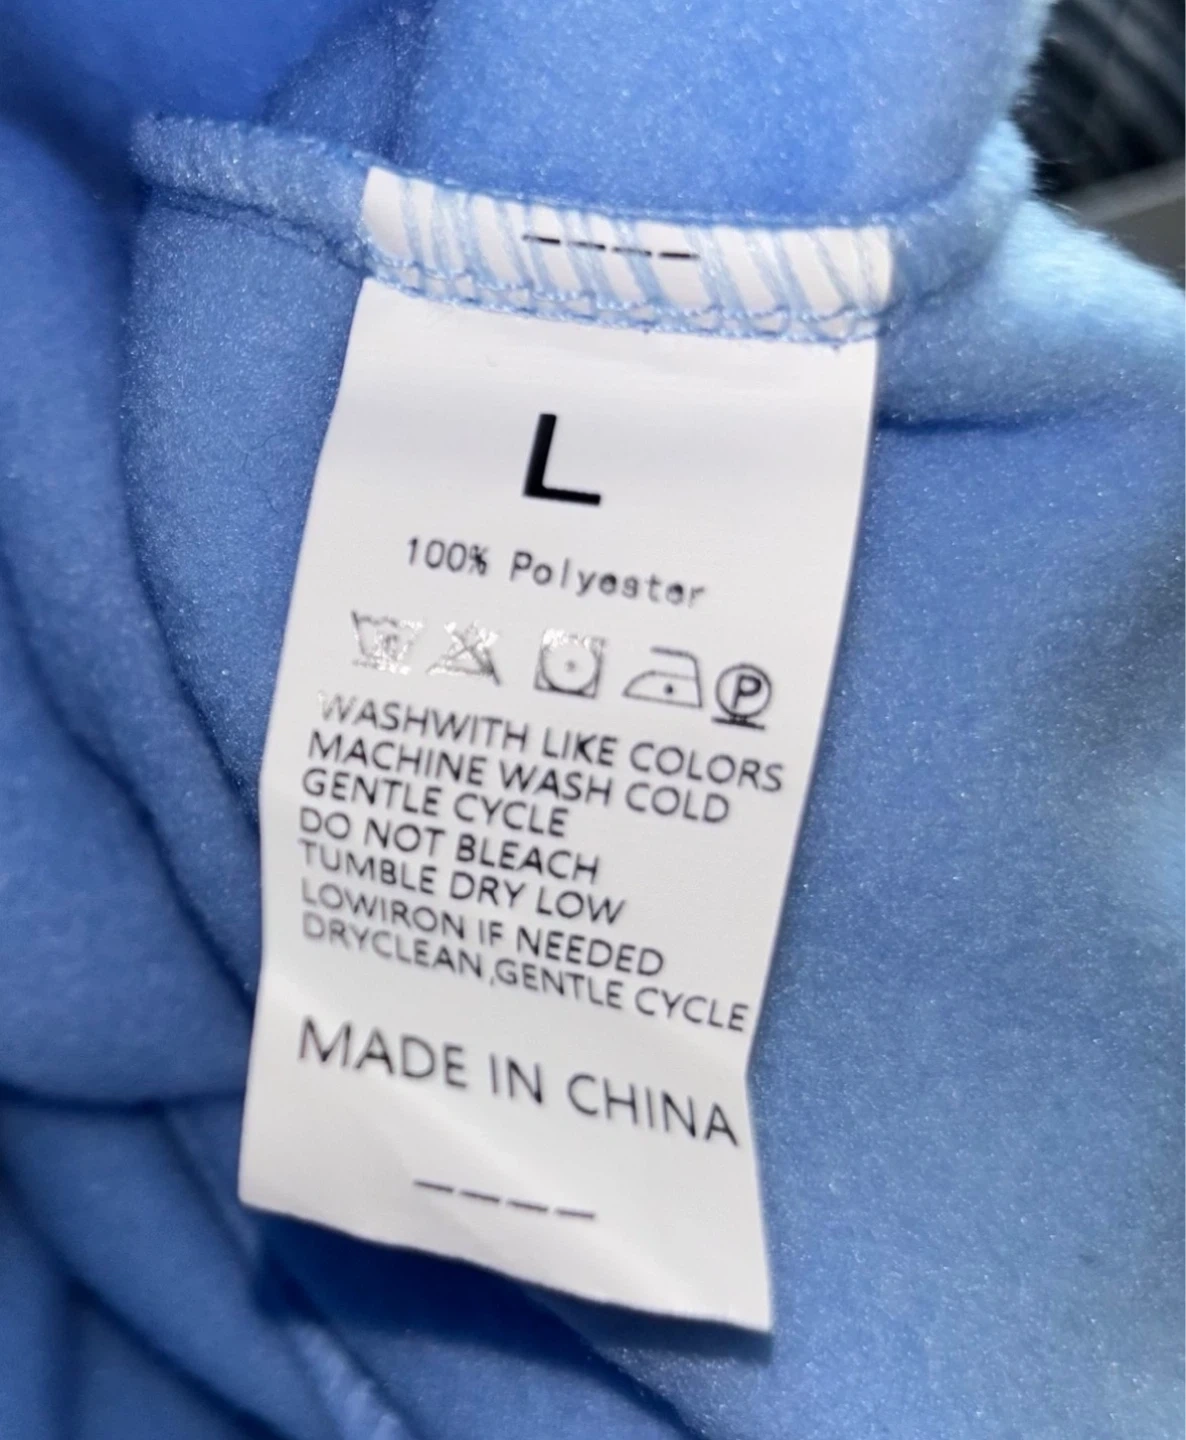 L
100% Polyester
P
WASHWITH LIKE COLORS
MACHINE WASH COLD
GENTLE CYCLE
DO NOT BLEACH
TUMBLE DRY LOW
LOWIRON IF NEEDED
DRYCLEAN,GENTLE CYCLE
MADE IN CHINA